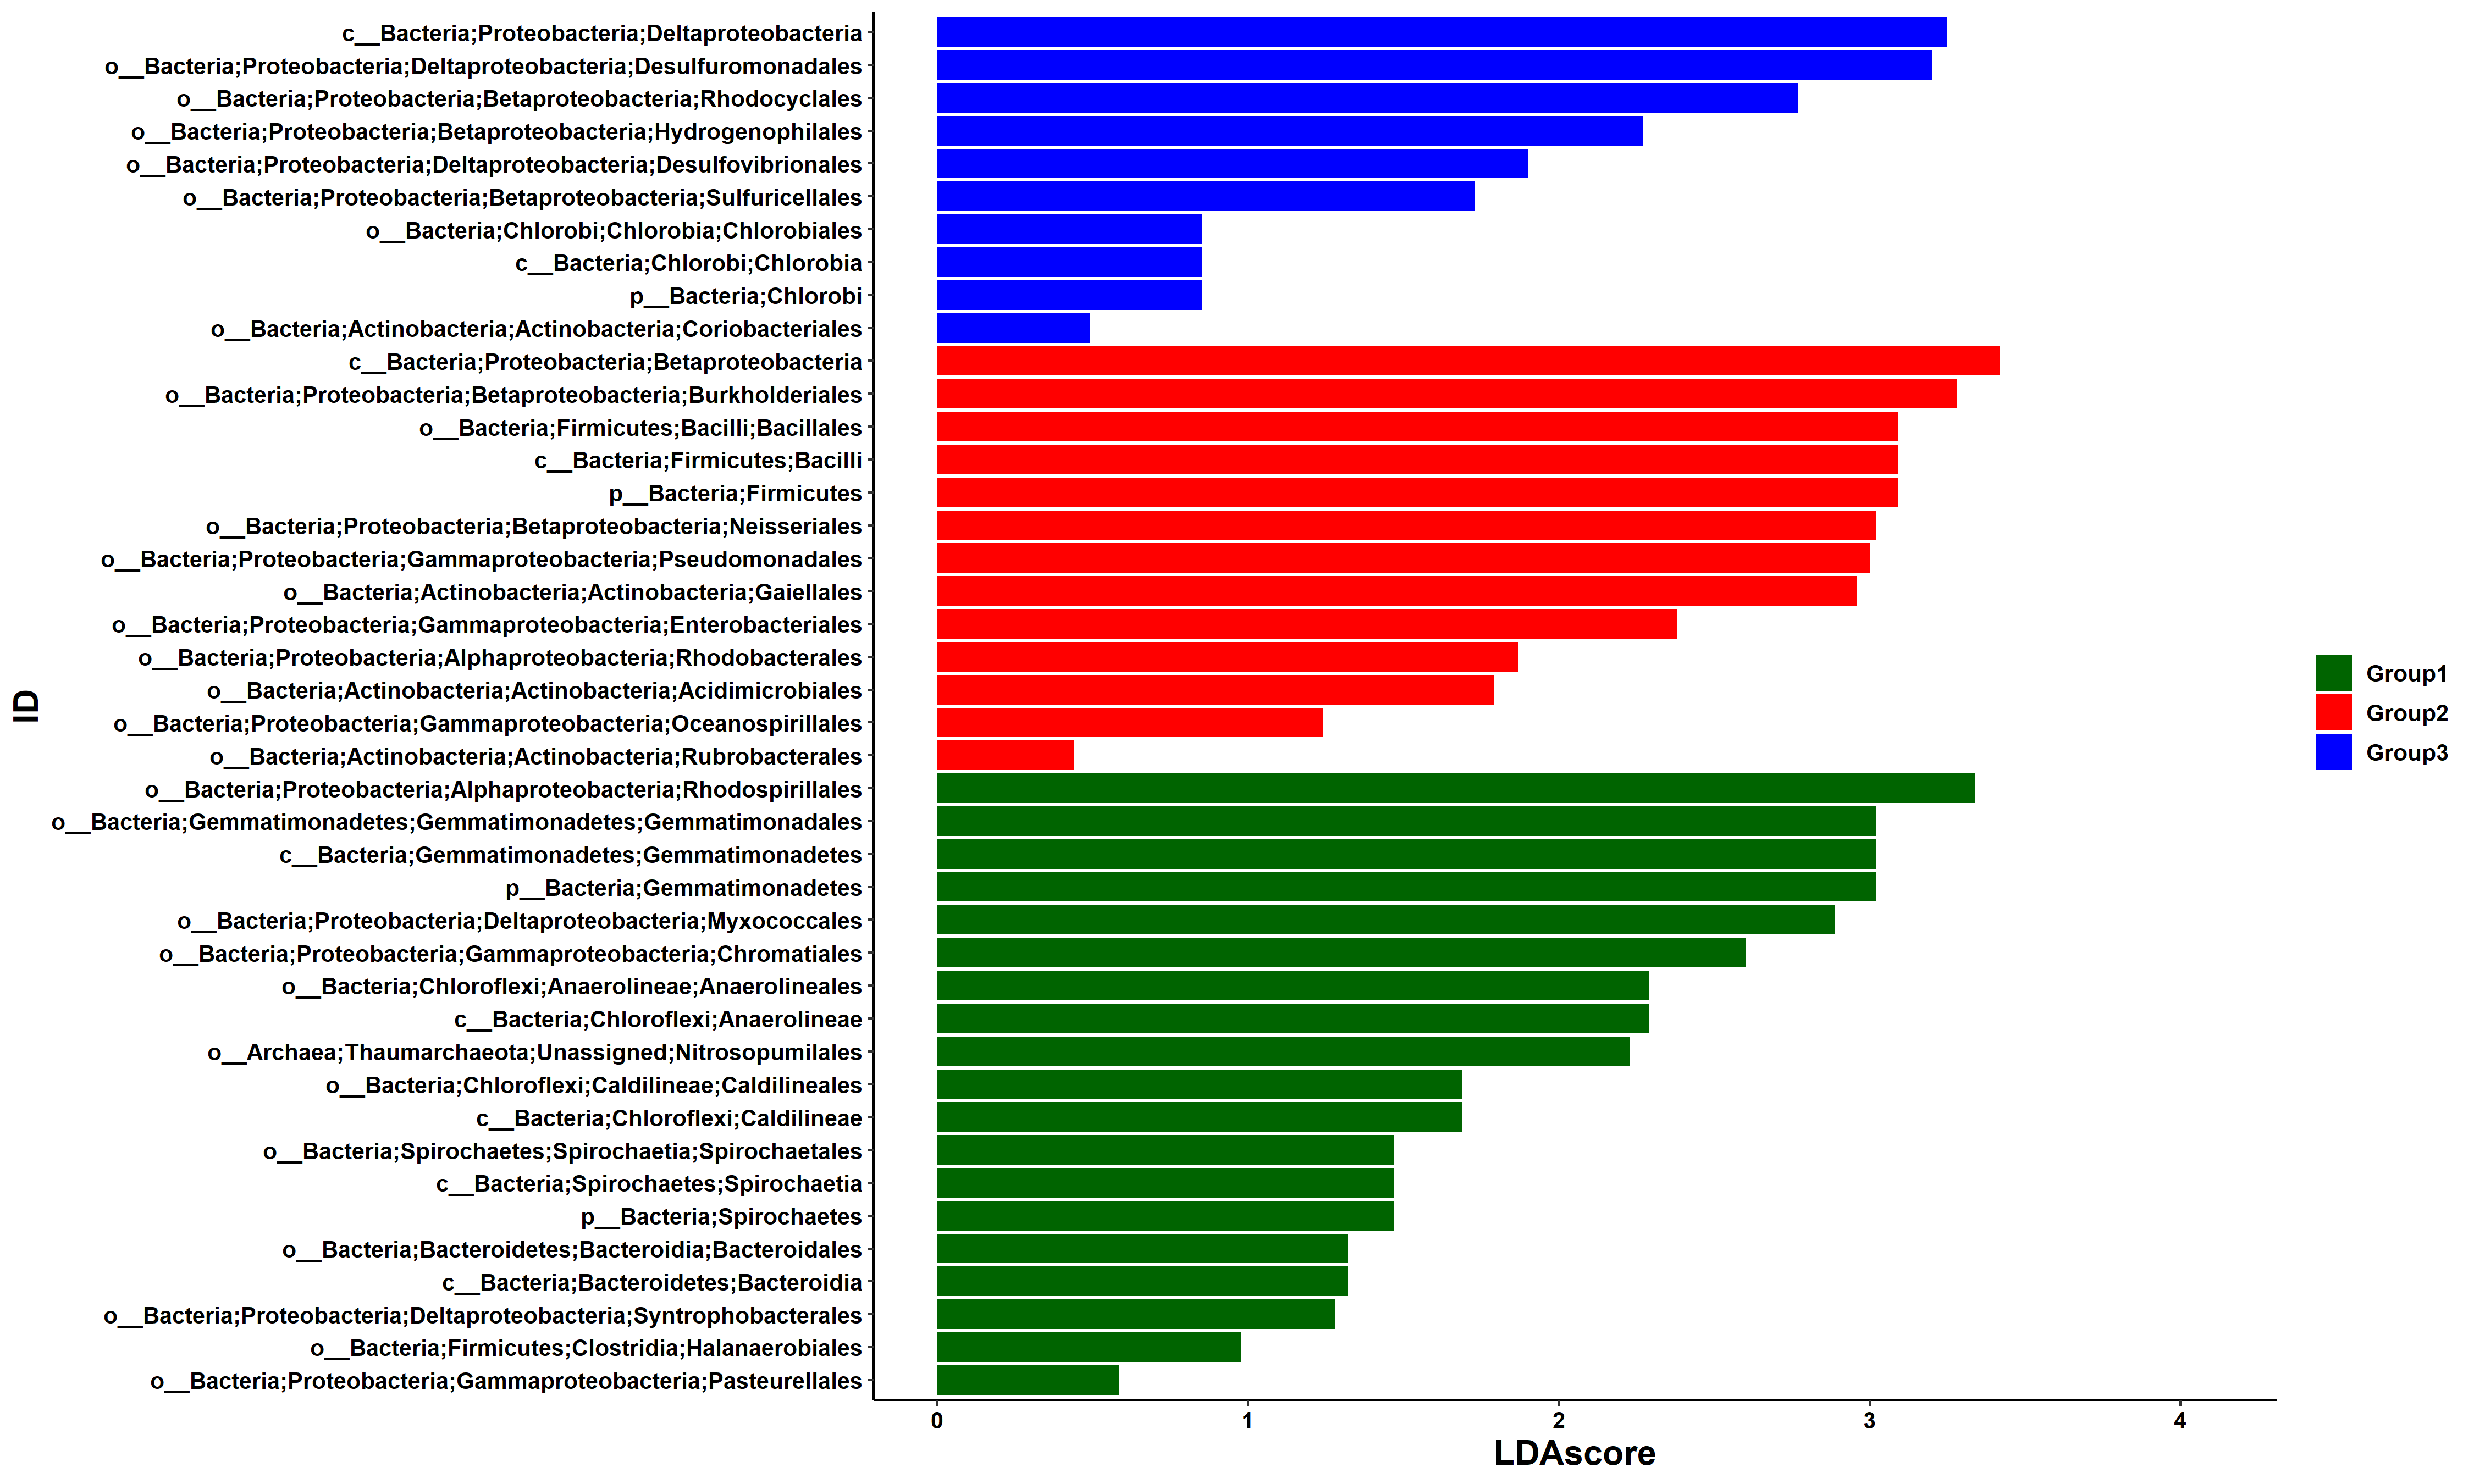 c__Bacteria;Proteobacteria;Deltaproteobacteria
o__Bacteria;Proteobacteria;Deltaproteobacteria;Desulfuromonadales
o__Bacteria;Proteobacteria;Betaproteobacteria;Rhodocyclales
o__Bacteria;Proteobacteria;Betaproteobacteria;Hydrogenophilales
o__Bacteria;Proteobacteria;Deltaproteobacteria;Desulfovibrionales
o__Bacteria;Proteobacteria;Betaproteobacteria;Sulfuricellales
o__Bacteria;Chlorobi;Chlorobia;Chlorobiales
c__Bacteria;Chlorobi;Chlorobia
p__Bacteria;Chlorobi
o__Bacteria;Actinobacteria;Actinobacteria;Coriobacteriales
c__Bacteria;Proteobacteria;Betaproteobacteria
o__Bacteria;Proteobacteria;Betaproteobacteria;Burkholderiales
o__Bacteria;Firmicutes;Bacilli;Bacillales
c__Bacteria;Firmicutes;Bacilli
p__Bacteria;Firmicutes
o__Bacteria;Proteobacteria;Betaproteobacteria;Neisseriales
o__Bacteria;Proteobacteria;Gammaproteobacteria;Pseudomonadales
o__Bacteria;Actinobacteria;Actinobacteria;Gaiellales
o__Bacteria;Proteobacteria;Gammaproteobacteria;Enterobacteriales
o__Bacteria;Proteobacteria;Alphaproteobacteria;Rhodobacterales
o__Bacteria;Actinobacteria;Actinobacteria;Acidimicrobiales
o__Bacteria;Proteobacteria;Gammaproteobacteria;Oceanospirillales
o__Bacteria;Actinobacteria;Actinobacteria;Rubrobacterales
o__Bacteria;Proteobacteria;Alphaproteobacteria;Rhodospirillales
o__Bacteria;Gemmatimonadetes;Gemmatimonadetes;Gemmatimonadales
c__Bacteria;Gemmatimonadetes;Gemmatimonadetes
p__Bacteria;Gemmatimonadetes
o__Bacteria;Proteobacteria;Deltaproteobacteria;Myxococcales
o__Bacteria;Proteobacteria;Gammaproteobacteria;Chromatiales
o__Bacteria;Chloroflexi;Anaerolineae;Anaerolineales
c__Bacteria;Chloroflexi;Anaerolineae
o__Archaea;Thaumarchaeota;Unassigned;Nitrosopumilales
o__Bacteria;Chloroflexi;Caldilineae;Caldilineales
c__Bacteria;Chloroflexi;Caldilineae
o__Bacteria;Spirochaetes;Spirochaetia;Spirochaetales
c__Bacteria;Spirochaetes;Spirochaetia
p__Bacteria;Spirochaetes
o__Bacteria;Bacteroidetes;Bacteroidia;Bacteroidales
c__Bacteria;Bacteroidetes;Bacteroidia
o__Bacteria;Proteobacteria;Deltaproteobacteria;Syntrophobacterales
o__Bacteria;Firmicutes;Clostridia;Halanaerobiales
o__Bacteria;Proteobacteria;Gammaproteobacteria;Pasteurellales
ID
0 1 2 3 4
LDAscore
Group1
Group2
Group3